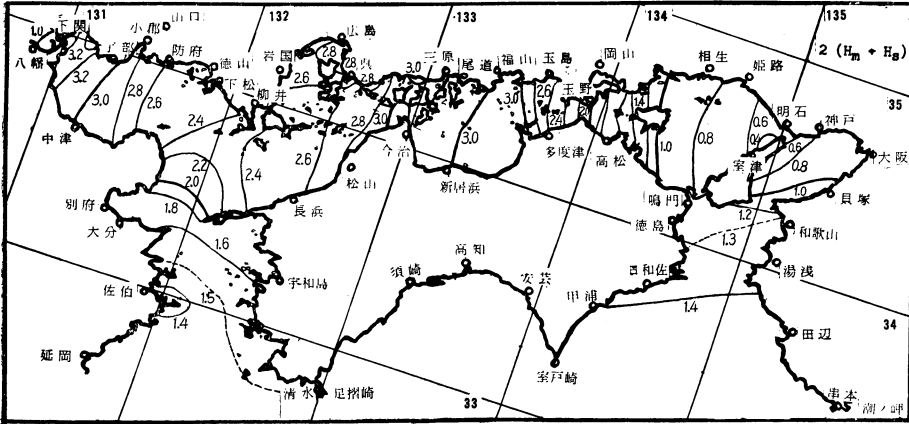 131
132
133
134
135
2 (Hm + Hs)
35
34
33
下関
八幡
宇部
小郡
山口
防府
徳山
下松
柳井
岩国
広島
呉
三原
尾道
福山
玉島
玉野
岡山
相生
姫路
明石
神戸
大阪
貝塚
室津
中津
別府
大分
佐伯
延岡
長浜
松山
今治
新居浜
多度津
高松
鳴門
徳島
和歌山
湯浅
田辺
串本
潮ノ岬
日和佐
甲浦
安芸
室戸崎
高知
須崎
宇和島
清水
足摺崎
1.0
3.2
3.2
3.0
2.8
2.6
2.4
2.2
2.0
1.8
1.6
1.5
1.4
2.4
2.6
2.6
2.8
2.8
2.8
2.8
3.0
3.0
3.0
3.0
2.6
2.4
1.4
1.0
0.8
0.6
0.6
0.8
1.0
1.2
1.3
1.4